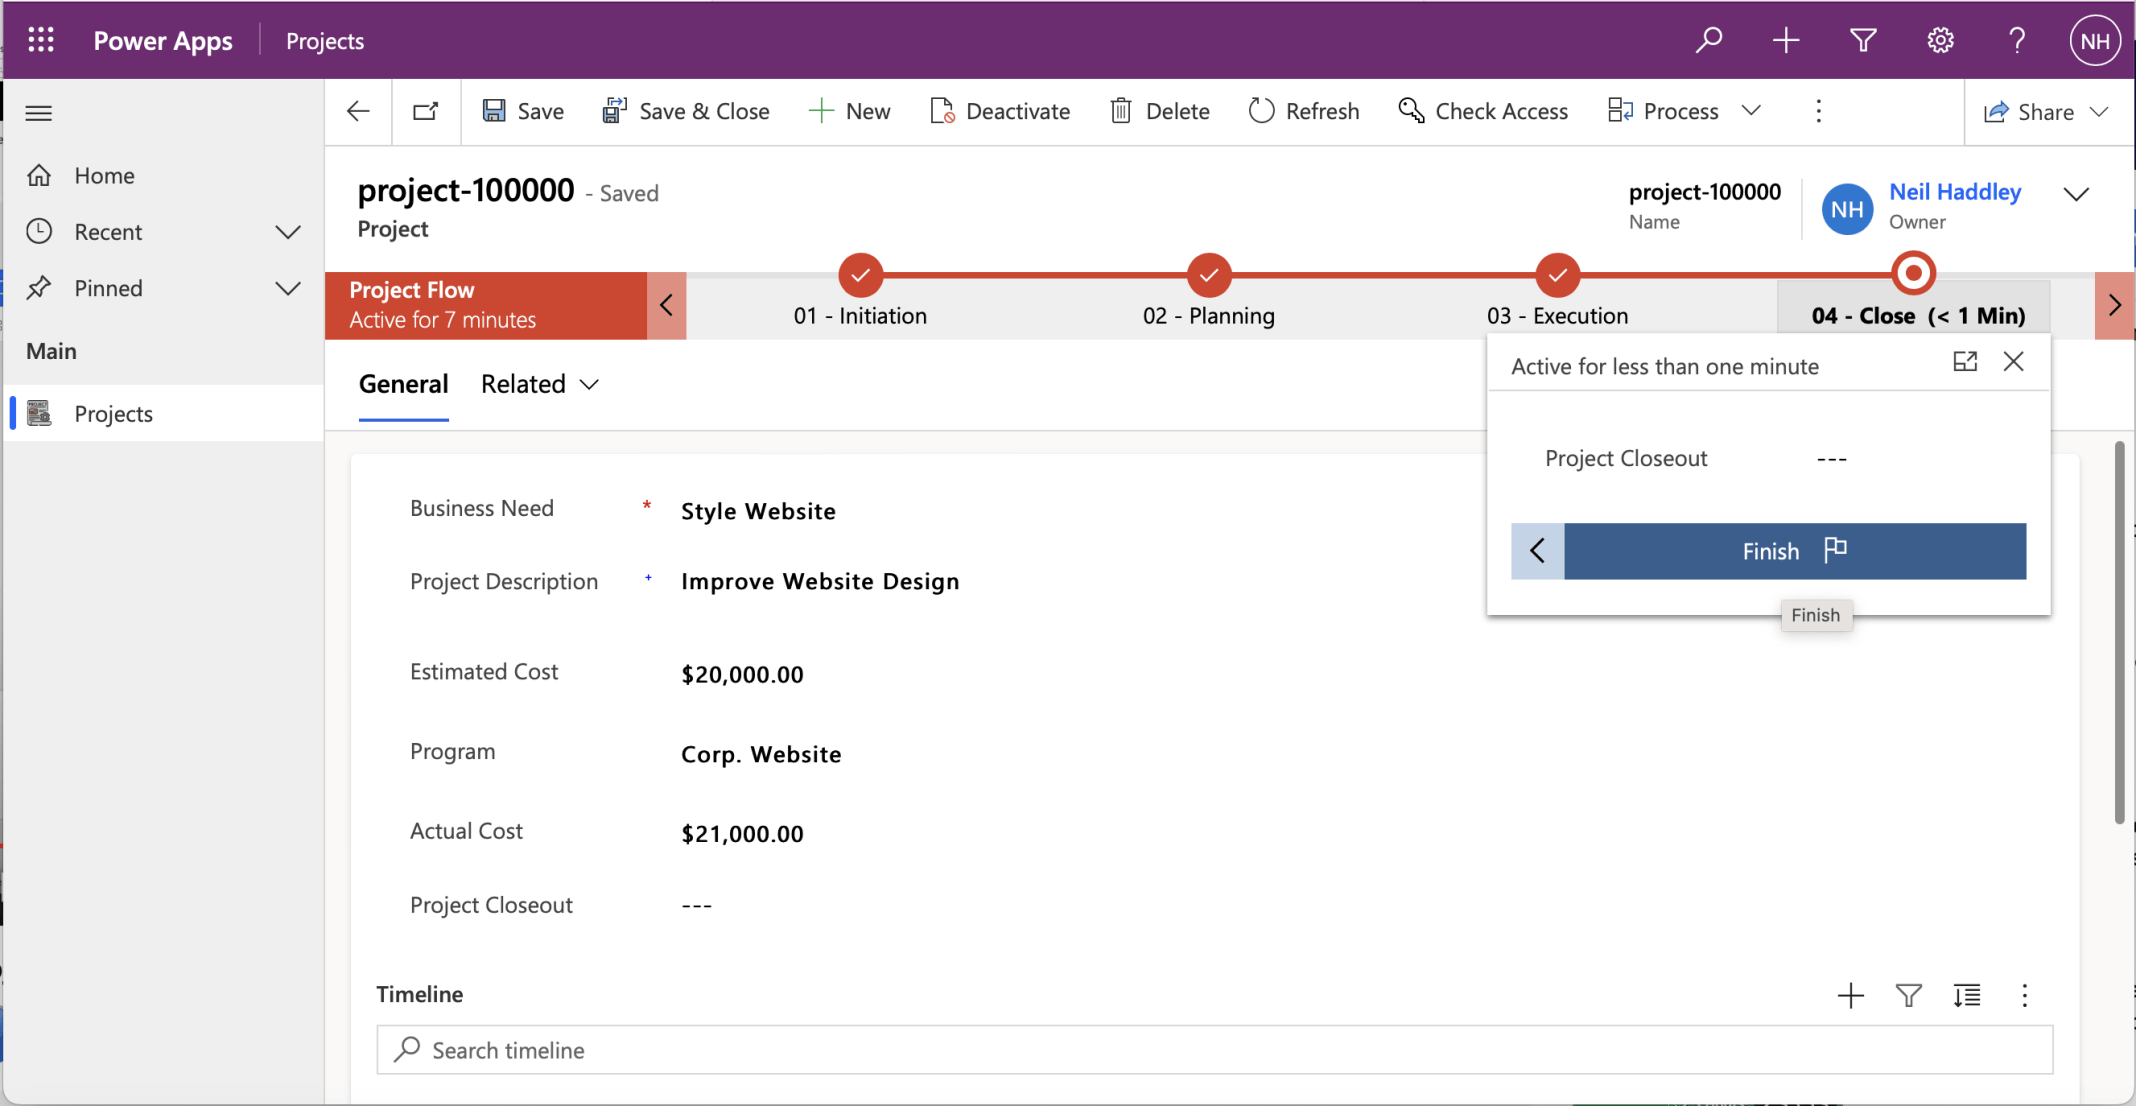 Power Apps
Projects
NH
Save
Save & Close
New
Deactivate
Delete
Refresh
Check Access
Process
Share
Home
Recent
Pinned
Main
Projects
project-100000 - Saved
Project
project-100000
Name
NH
Neil Haddley
Owner
Project Flow
Active for 7 minutes
01 - Initiation
02 - Planning
03 - Execution
04 - Close (< 1 Min)
General
Related
Active for less than one minute
Project Closeout ---
Finish
Finish
Business Need * Style Website
Project Description + Improve Website Design
Estimated Cost $20,000.00
Program Corp. Website
Actual Cost $21,000.00
Project Closeout ---
Timeline
Search timeline